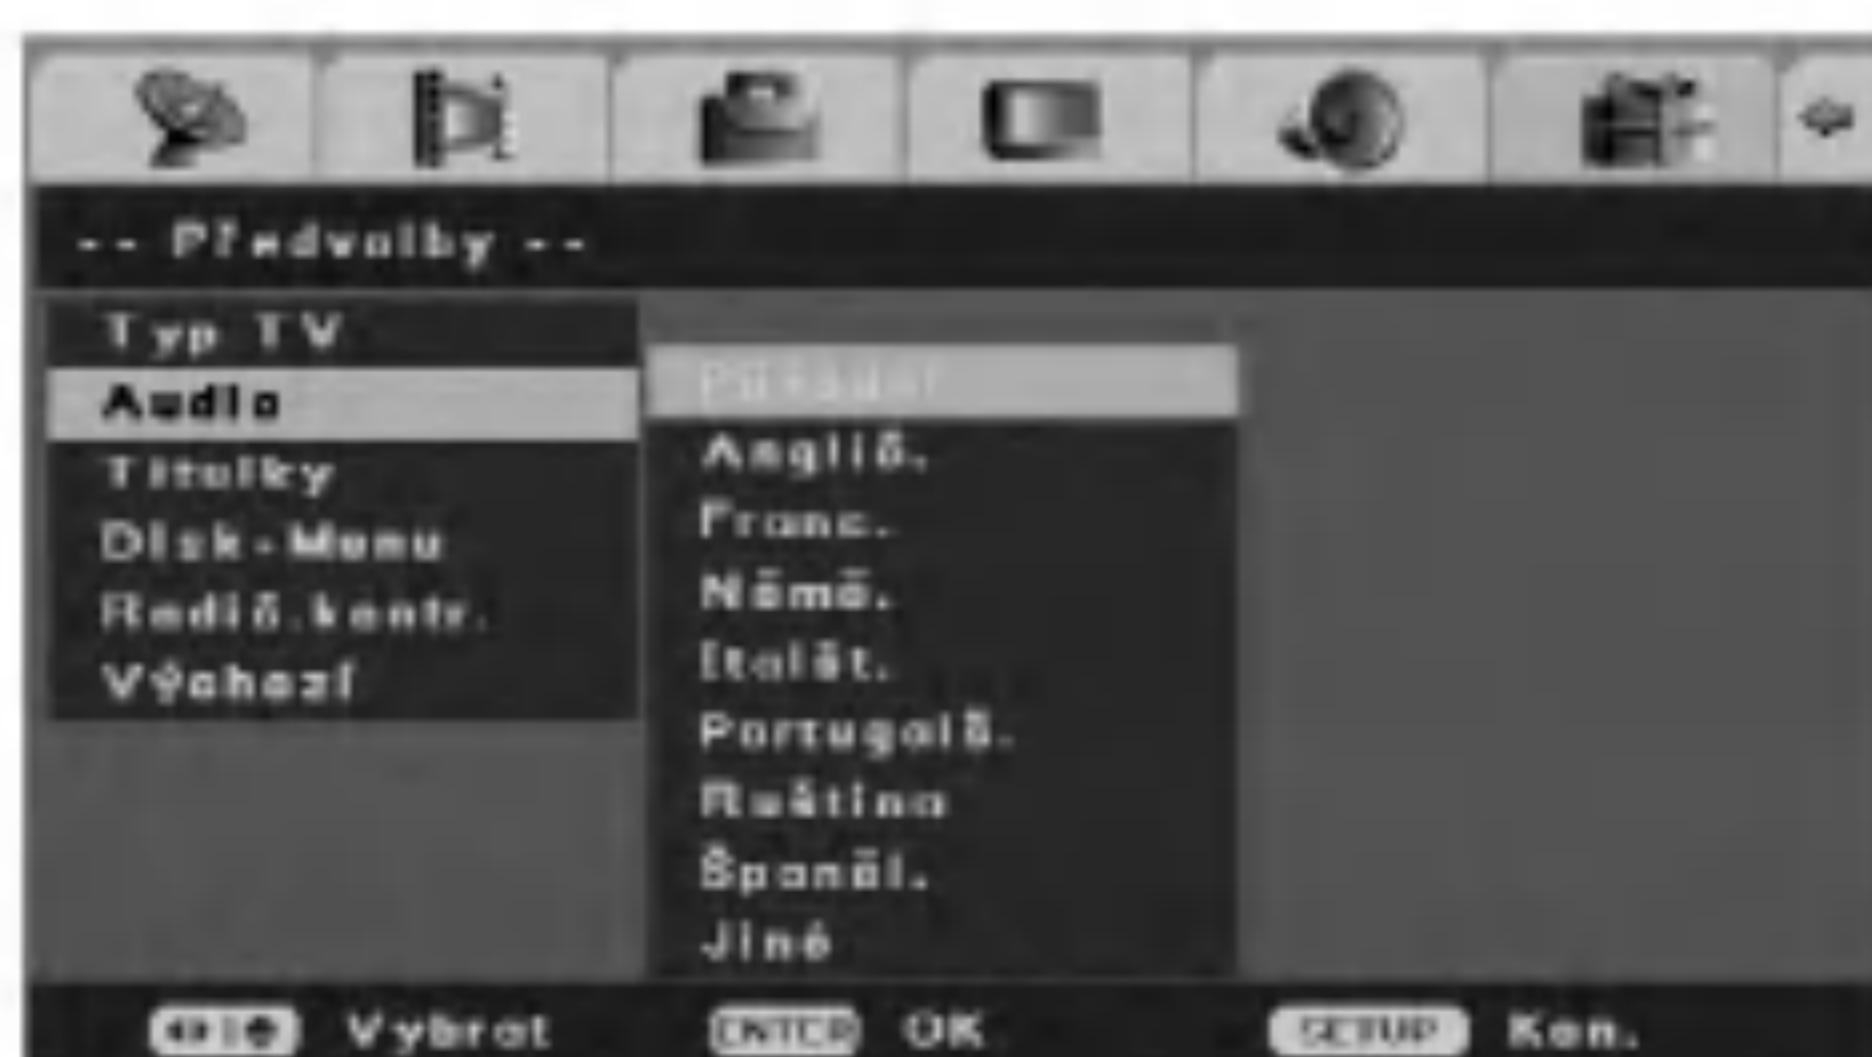 -- Předvolby --
Typ TV
Audio
Anglič.
Titulky
Franc.
Disk-Menu
Němč.
Rodič.kontr.
Italšt.
Výchozí
Portugalš.
Ruština
Španěl.
Jiné
Vybrat
ENTER OK
SETUP Kon.